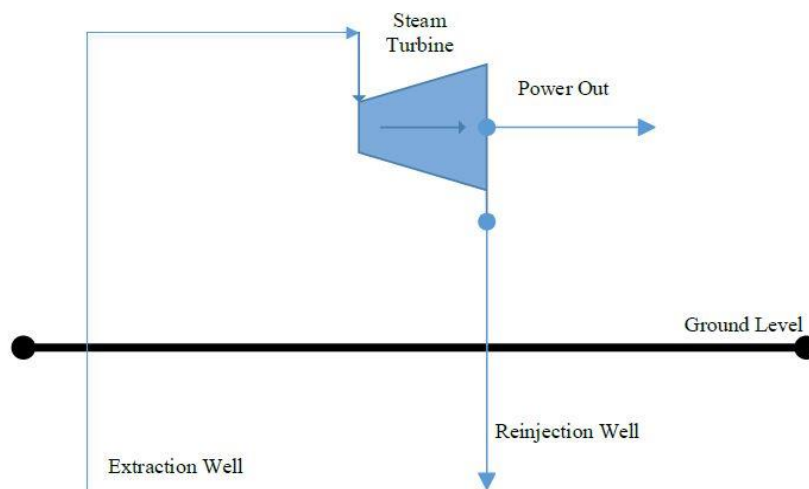 Steam
Turbine
Power Out
Ground Level
Reinjection Well
Extraction Well